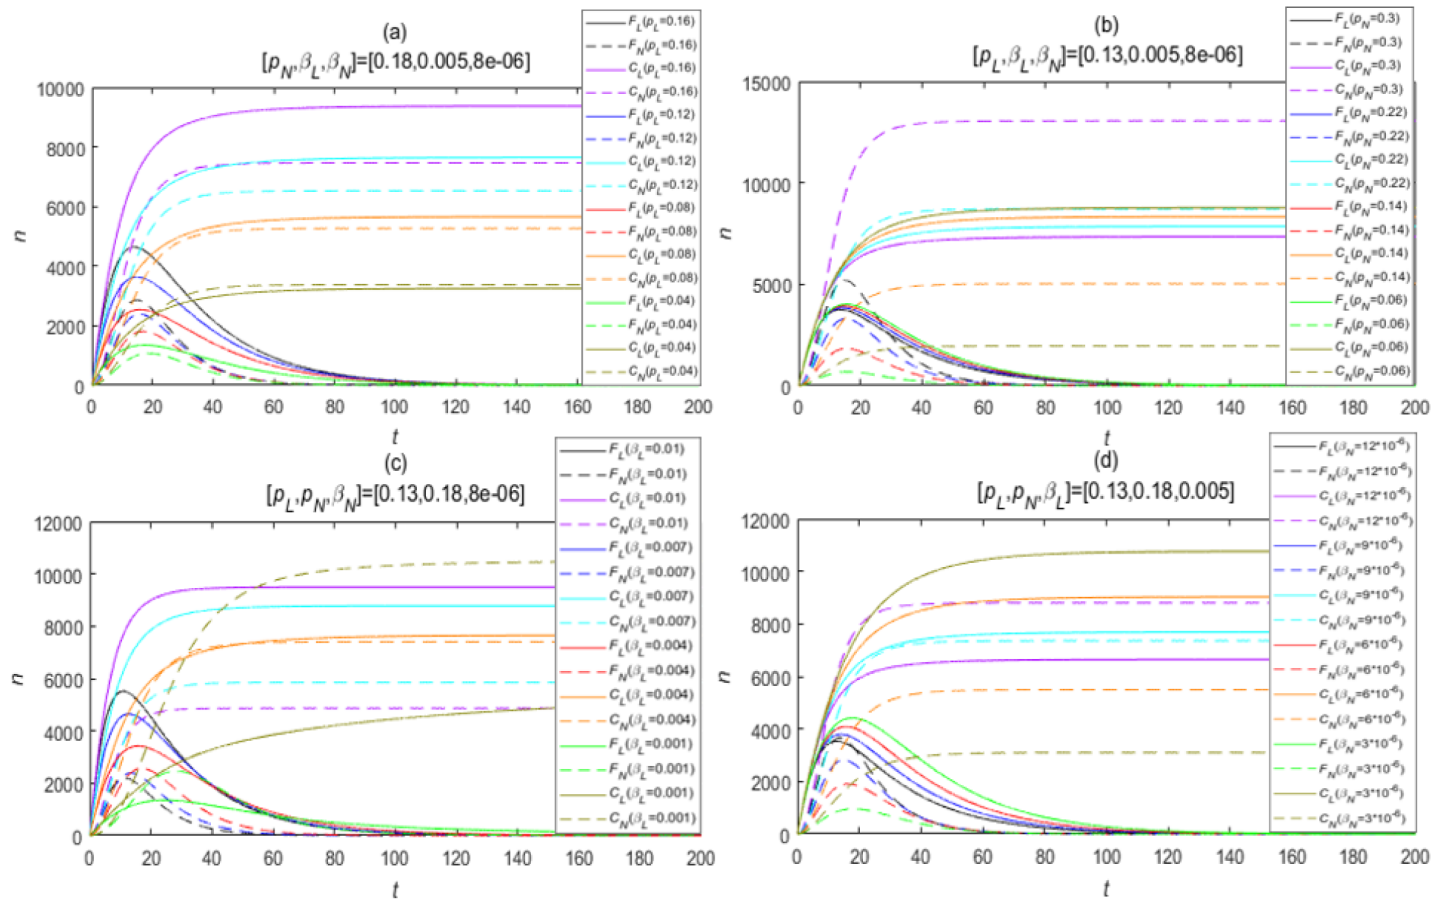 (a)
[p_N,β_L,β_N]=[0.18,0.005,8e-06]
n
10000
8000
6000
4000
2000
0
0 20 40 60 80 100 120 140 160 180 200
t
F_L(p_L=0.16)
F_N(p_L=0.16)
C_L(p_L=0.16)
C_N(p_L=0.16)
F_L(p_L=0.12)
F_N(p_L=0.12)
C_L(p_L=0.12)
C_N(p_L=0.12)
F_L(p_L=0.08)
F_N(p_L=0.08)
C_L(p_L=0.08)
C_N(p_L=0.08)
F_L(p_L=0.04)
F_N(p_L=0.04)
C_L(p_L=0.04)
C_N(p_L=0.04)
(b)
[p_L,β_L,β_N]=[0.13,0.005,8e-06]
n
15000
10000
5000
0
0 20 40 60 80 100 120 140 160 180 200
t
F_L(p_N=0.3)
F_N(p_N=0.3)
C_L(p_N=0.3)
C_N(p_N=0.3)
F_L(p_N=0.22)
F_N(p_N=0.22)
C_L(p_N=0.22)
C_N(p_N=0.22)
F_L(p_N=0.14)
F_N(p_N=0.14)
C_L(p_N=0.14)
C_N(p_N=0.14)
F_L(p_N=0.06)
F_N(p_N=0.06)
C_L(p_N=0.06)
C_N(p_N=0.06)
(c)
[p_L,p_N,β_N]=[0.13,0.18,8e-06]
n
12000
10000
8000
6000
4000
2000
0
0 20 40 60 80 100 120 140 160 180 200
t
F_L(β_L=0.01)
F_N(β_L=0.01)
C_L(β_L=0.01)
C_N(β_L=0.01)
F_L(β_L=0.007)
F_N(β_L=0.007)
C_L(β_L=0.007)
C_N(β_L=0.007)
F_L(β_L=0.004)
F_N(β_L=0.004)
C_L(β_L=0.004)
C_N(β_L=0.004)
F_L(β_L=0.001)
F_N(β_L=0.001)
C_L(β_L=0.001)
C_N(β_L=0.001)
(d)
[p_L,p_N,β_L]=[0.13,0.18,0.005]
n
12000
10000
8000
6000
4000
2000
0
0 20 40 60 80 100 120 140 160 180 200
t
F_L(β_N=12*10^-6)
F_N(β_N=12*10^-6)
C_L(β_N=12*10^-6)
C_N(β_N=12*10^-6)
F_L(β_N=9*10^-6)
F_N(β_N=9*10^-6)
C_L(β_N=9*10^-6)
C_N(β_N=9*10^-6)
F_L(β_N=6*10^-6)
F_N(β_N=6*10^-6)
C_L(β_N=6*10^-6)
C_N(β_N=6*10^-6)
F_L(β_N=3*10^-6)
F_N(β_N=3*10^-6)
C_L(β_N=3*10^-6)
C_N(β_N=3*10^-6)